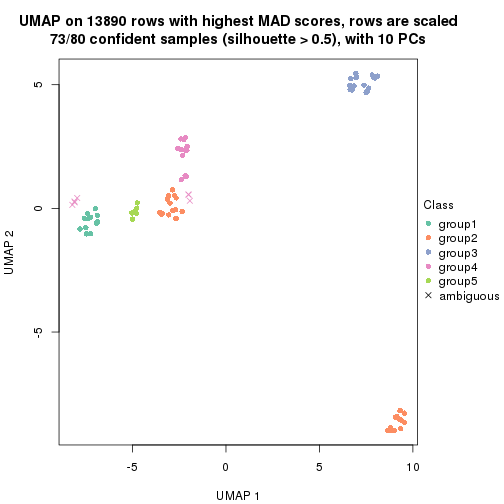 UMAP on 13890 rows with highest MAD scores, rows are scaled
73/80 confident samples (silhouette > 0.5), with 10 PCs
5
0
-5
UMAP 2
-5
0
5
10
UMAP 1
Class
group1
group2
group3
group4
group5
ambiguous